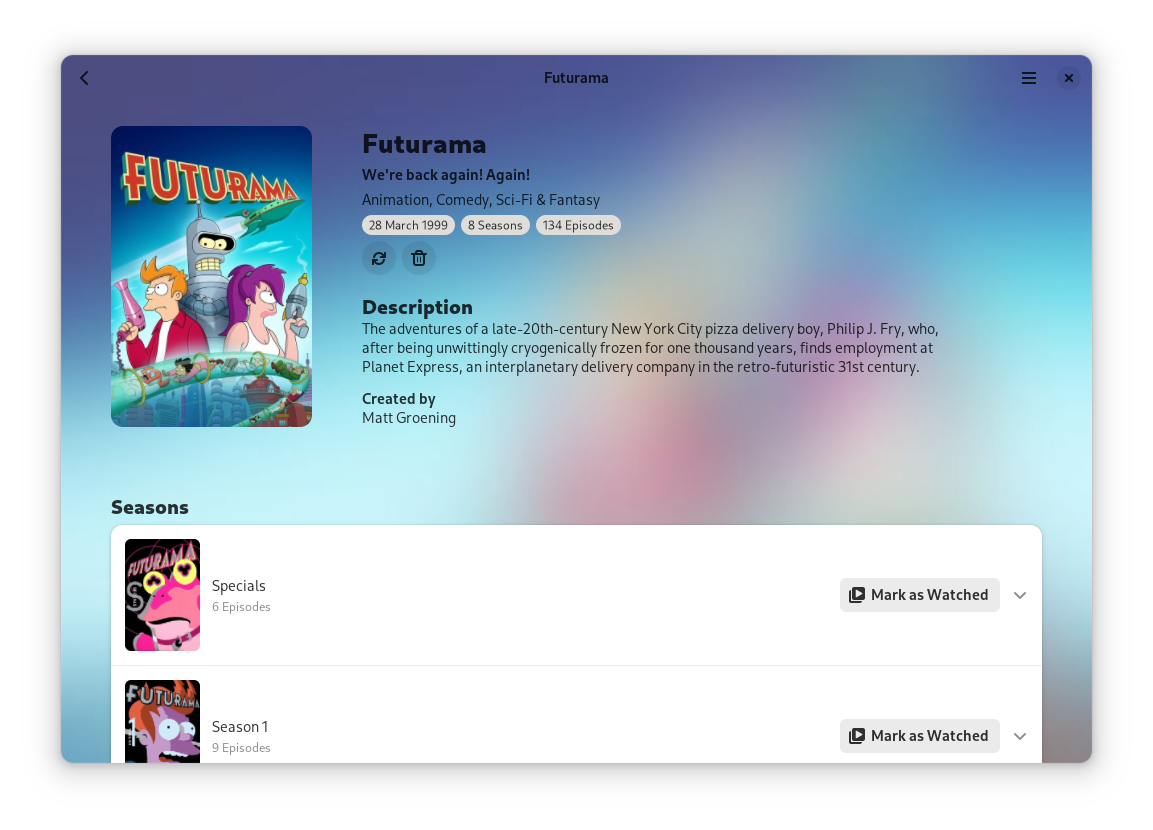 Futurama
FUTURAMA
Futurama
We're back again! Again!
Animation, Comedy, Sci-Fi & Fantasy
28 March 1999 8 Seasons 134 Episodes
Description
The adventures of a late-20th-century New York City pizza delivery boy, Philip J. Fry, who,
after being unwittingly cryogenically frozen for one thousand years, finds employment at
Planet Express, an interplanetary delivery company in the retro-futuristic 31st century.
Created by
Matt Groening
Seasons
FUTURAMA
S
Specials
6 Episodes
Mark as Watched
FUTURAMA
1
Season 1
9 Episodes
Mark as Watched